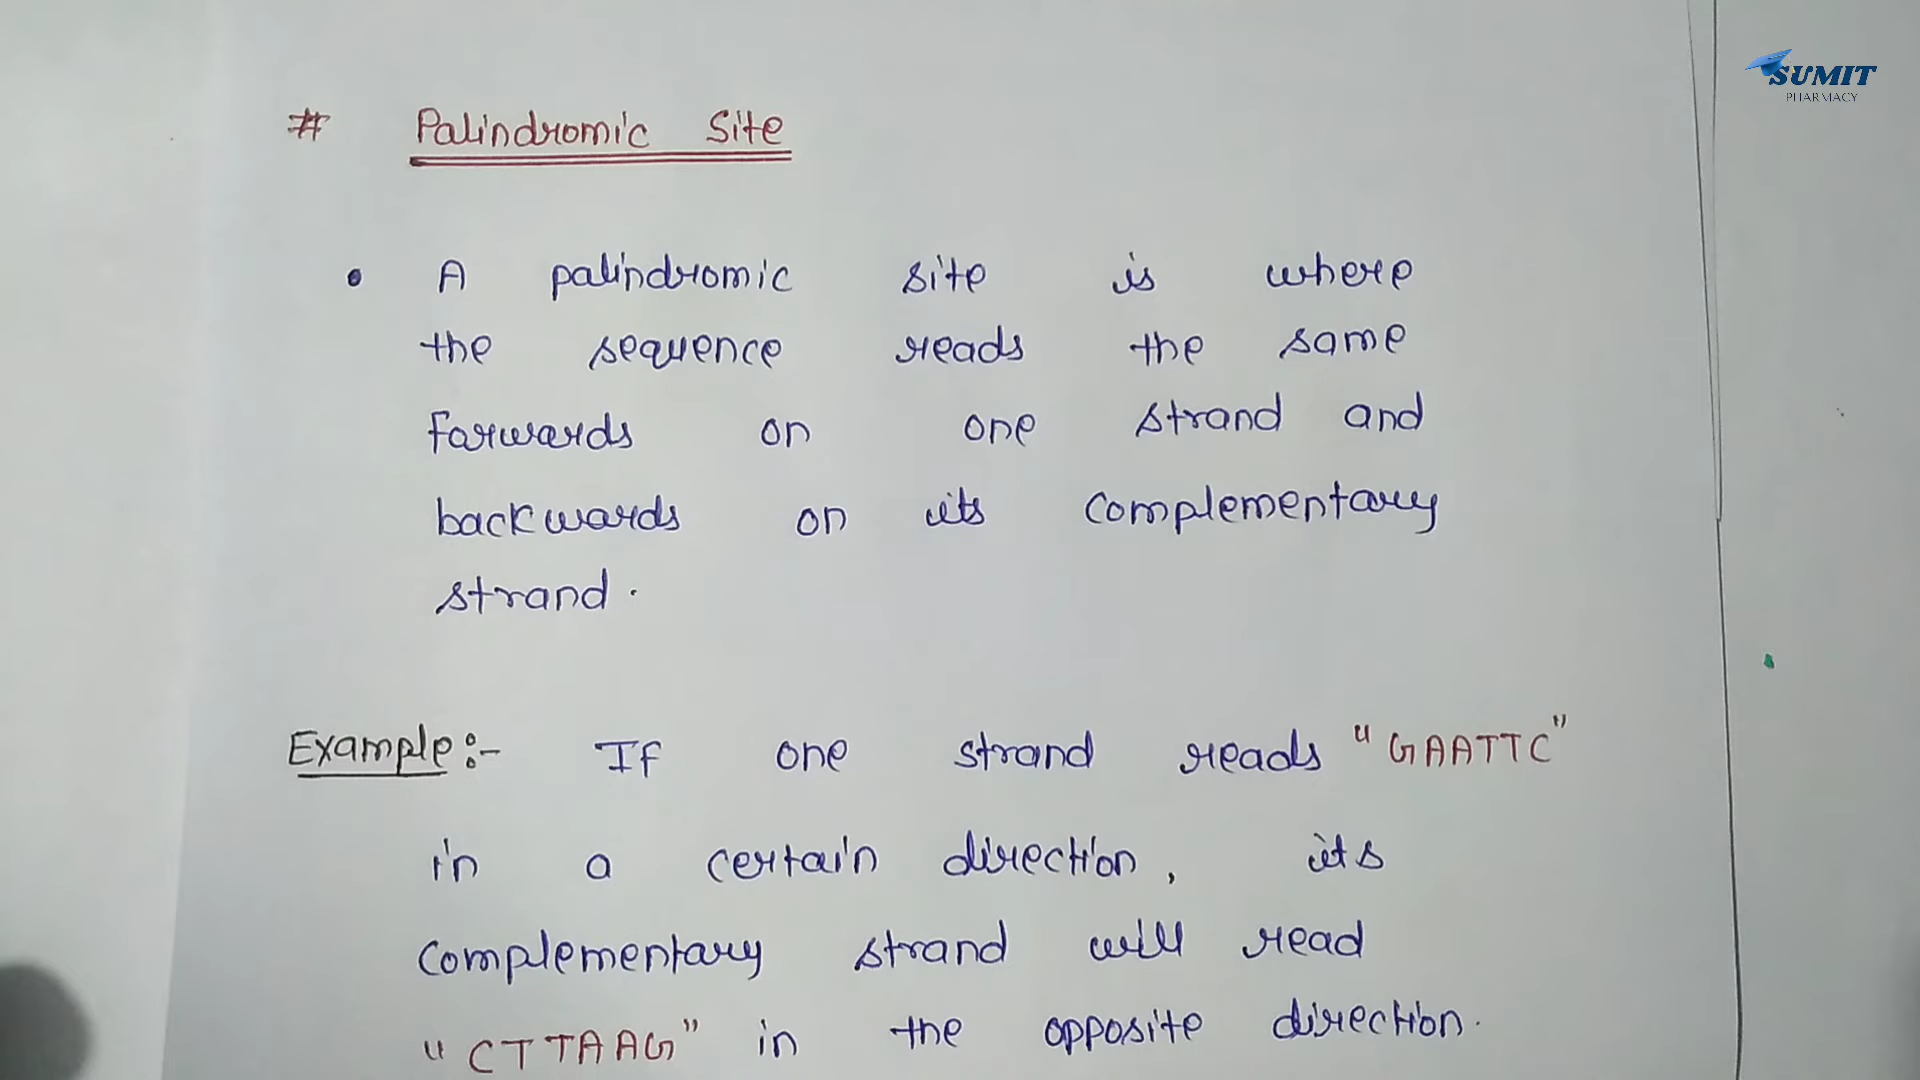 SUMIT
PHARMACY
# Palindromic Site
• A palindromic site is where
the sequence reads the same
forwards on one strand and
backwards on its complementary
strand.
Example:- If one strand reads "GAATTC"
in a certain direction, its
complementary strand will read
"CTTAAG" in the opposite direction.